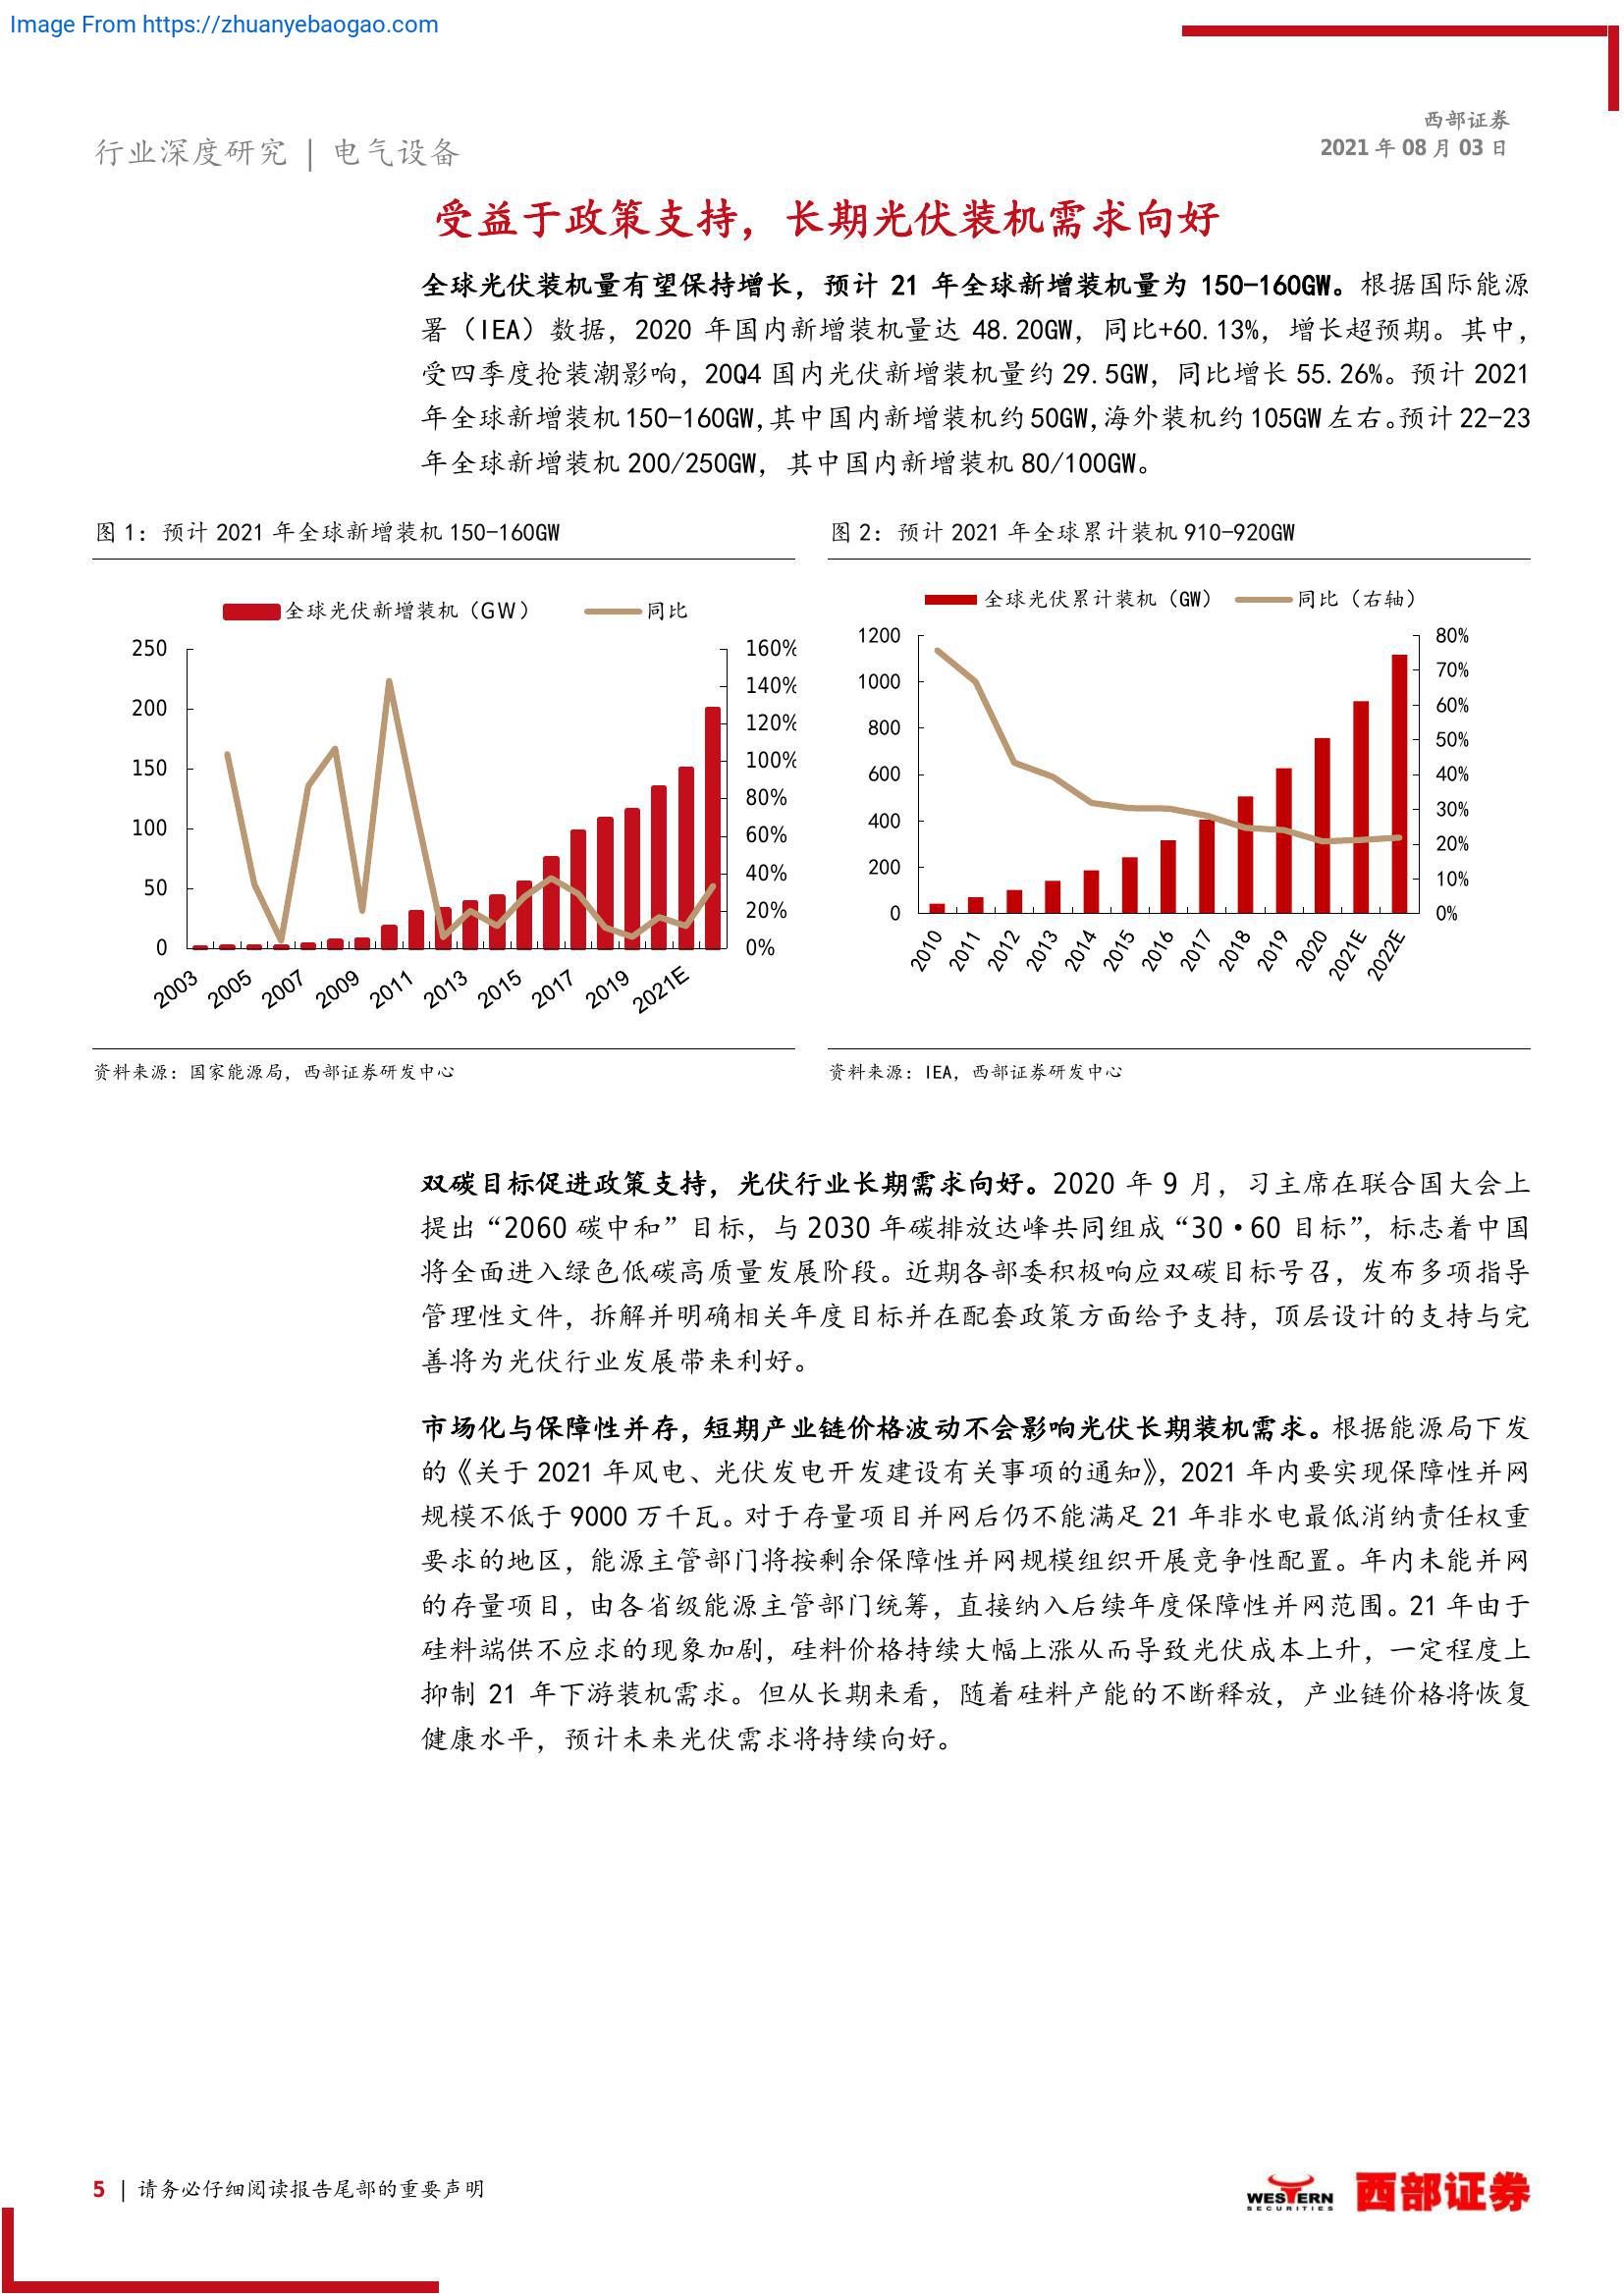 Image From https://zhuanyebaogao.com
行业深度研究 | 电气设备
西部证券
2021 年 08 月 03 日
受益于政策支持，长期光伏装机需求向好
全球光伏装机量有望保持增长，预计 21 年全球新增装机量为 150-160GW。根据国际能源
署（IEA）数据，2020 年国内新增装机量达 48.20GW，同比+60.13%，增长超预期。其中，
受四季度抢装潮影响，20Q4 国内光伏新增装机量约 29.5GW，同比增长 55.26%。预计 2021
年全球新增装机 150-160GW，其中国内新增装机约 50GW，海外装机约 105GW 左右。预计 22-23
年全球新增装机 200/250GW，其中国内新增装机 80/100GW。
图 1：预计 2021 年全球新增装机 150-160GW
全球光伏新增装机（GW）
同比
250
200
150
100
50
0
160%
140%
120%
100%
80%
60%
40%
20%
0%
2003 2005 2007 2009 2011 2013 2015 2017 2019 2021E
资料来源：国家能源局，西部证券研发中心
图 2：预计 2021 年全球累计装机 910-920GW
全球光伏累计装机（GW）
同比（右轴）
1200
1000
800
600
400
200
0
80%
70%
60%
50%
40%
30%
20%
10%
0%
2010 2011 2012 2013 2014 2015 2016 2017 2018 2019 2020 2021E 2022E
资料来源：IEA，西部证券研发中心
双碳目标促进政策支持，光伏行业长期需求向好。2020 年 9 月，习主席在联合国大会上
提出“2060 碳中和”目标，与 2030 年碳排放达峰共同组成“30·60 目标”，标志着中国
将全面进入绿色低碳高质量发展阶段。近期各部委积极响应双碳目标号召，发布多项指导
管理性文件，拆解并明确相关年度目标并在配套政策方面给予支持，顶层设计的支持与完
善将为光伏行业发展带来利好。
市场化与保障性并存，短期产业链价格波动不会影响光伏长期装机需求。根据能源局下发
的《关于 2021 年风电、光伏发电开发建设有关事项的通知》，2021 年内要实现保障性并网
规模不低于 9000 万千瓦。对于存量项目并网后仍不能满足 21 年非水电最低消纳责任权重
要求的地区，能源主管部门将按剩余保障性并网规模组织开展竞争性配置。年内未能并网
的存量项目，由各省级能源主管部门统筹，直接纳入后续年度保障性并网范围。21 年由于
硅料端供不应求的现象加剧，硅料价格持续大幅上涨从而导致光伏成本上升，一定程度上
抑制 21 年下游装机需求。但从长期来看，随着硅料产能的不断释放，产业链价格将恢复
健康水平，预计未来光伏需求将持续向好。
5 | 请务必仔细阅读报告尾部的重要声明
WESTERN
SECURITIES
西部证券